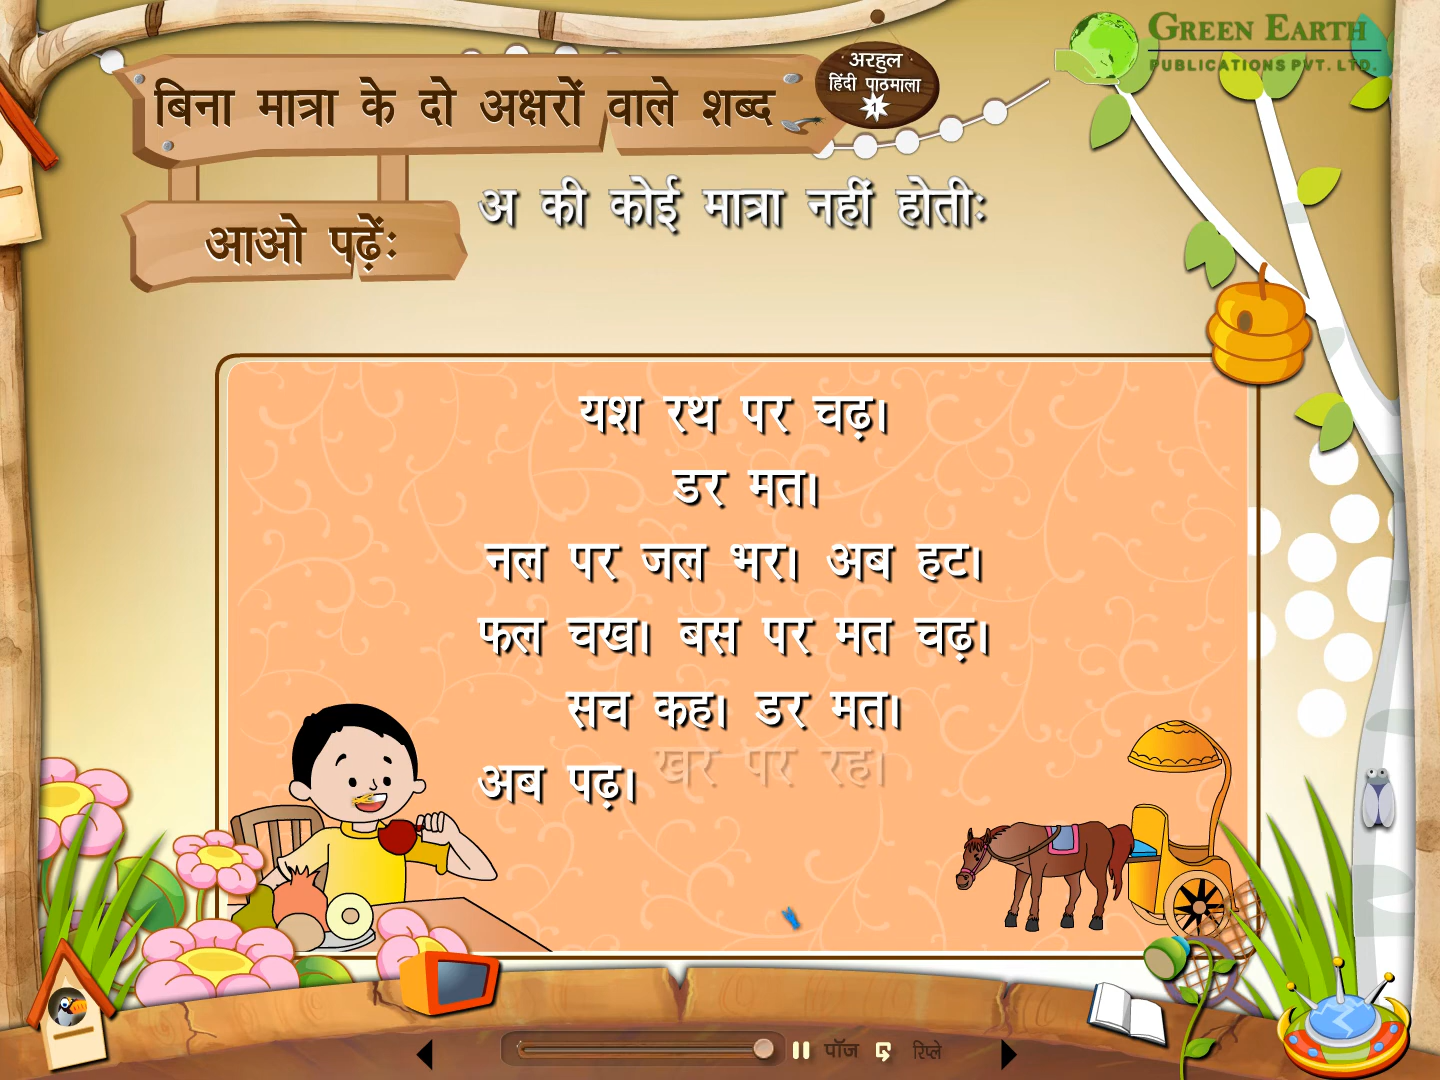 GREEN EARTH
PUBLICATIONS PVT. LTD.
अरहुल
हिंदी पाठमाला
1
बिना मात्रा के दो अक्षरों वाले शब्द
अ की कोई मात्रा नहीं होतीः
आओ पढ़ेंः
यश रथ पर चढ़।
डर मत।
नल पर जल भर। अब हट।
फल चख। बस पर मत चढ़।
सच कह। डर मत।
अब पढ़। खर पर रह।
पॉज रिप्ले